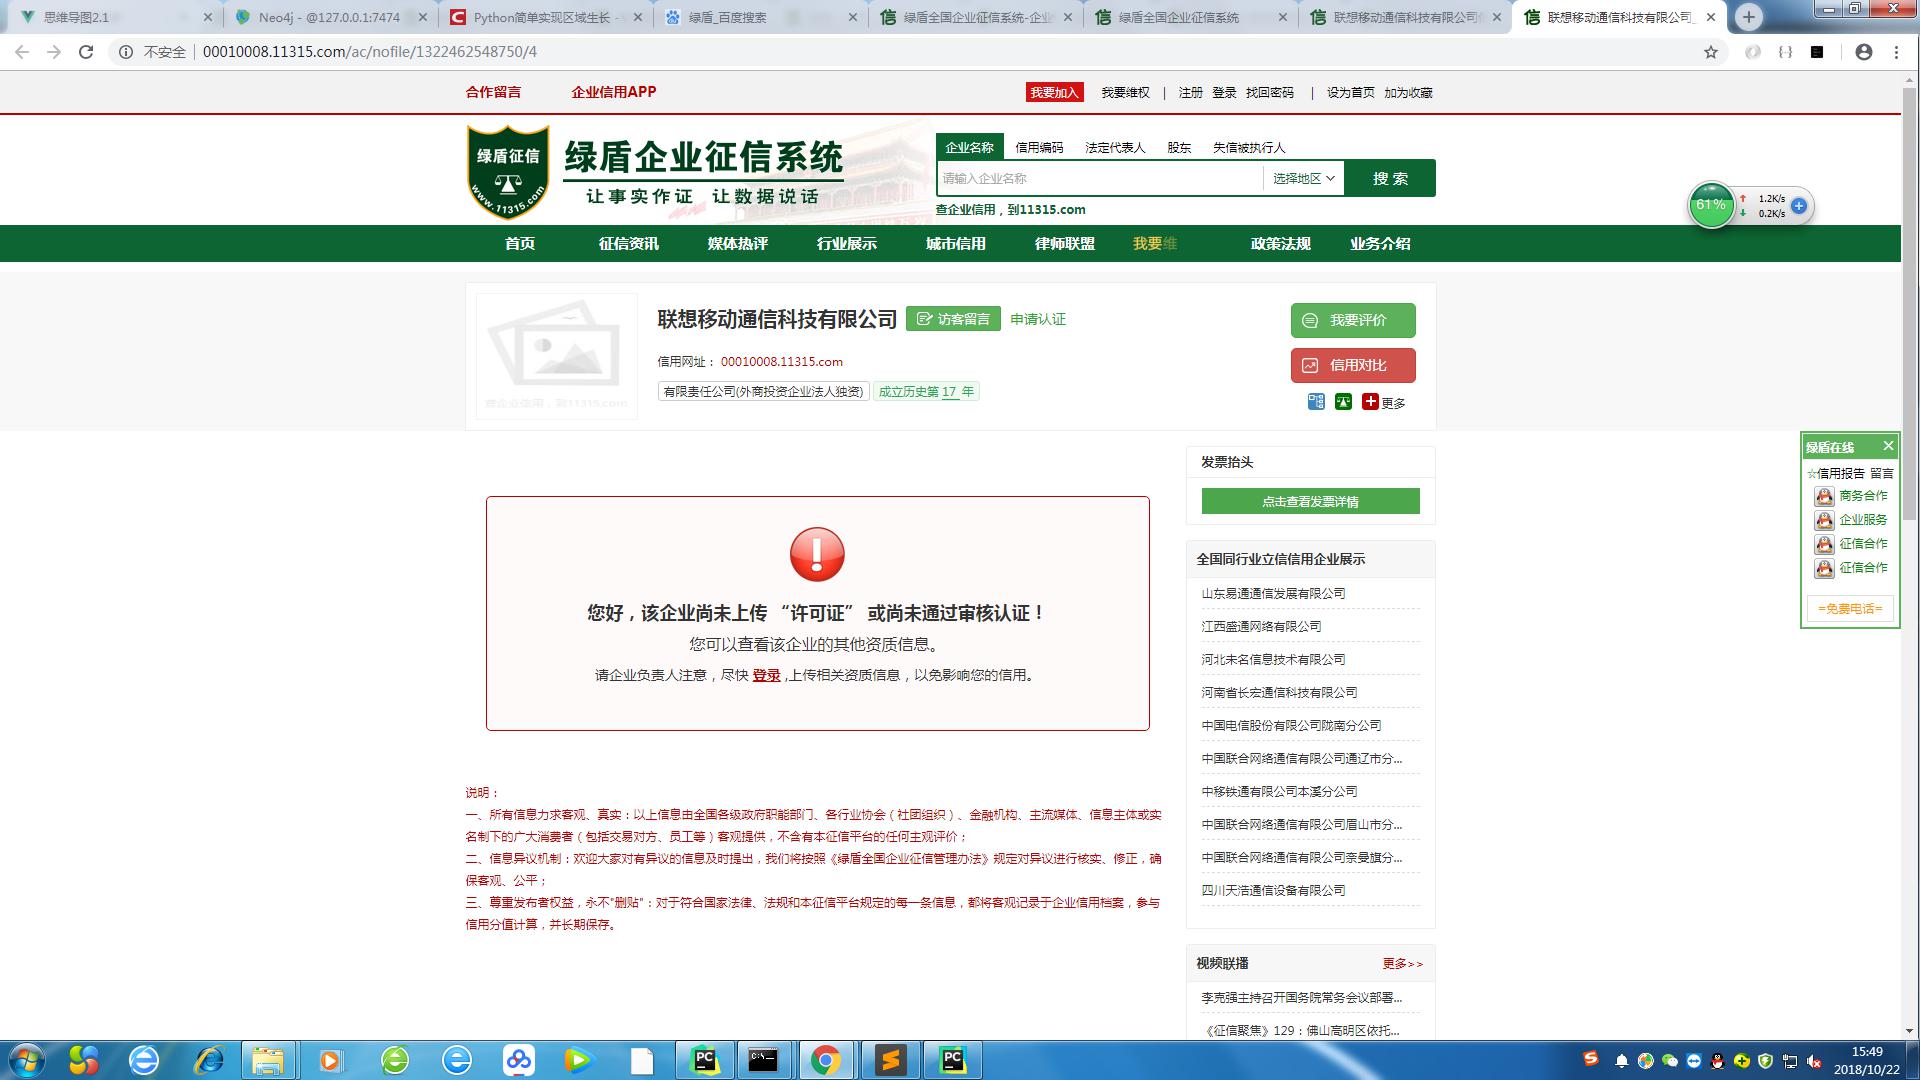 思维导图2.1
Neo4j - @127.0.0.1:7474
Python简单实现区域生长 -
绿盾_百度搜索
绿盾全国企业征信系统-企业
绿盾全国企业征信系统
联想移动通信科技有限公司
联想移动通信科技有限公司_
不安全 00010008.11315.com/ac/nofile/1322462548750/4
合作留言 企业信用APP 我要加入 我要维权 | 注册 登录 找回密码 | 设为首页 加为收藏
绿盾征信
www.11315.com
绿盾企业征信系统
让事实作证 让数据说话
企业名称 信用编码 法定代表人 股东 失信被执行人
请输入企业名称 选择地区 搜 索
查企业信用，到11315.com
61% 1.2K/s
0.2K/s
首页 征信资讯 媒体热评 行业展示 城市信用 律师联盟 我要维 政策法规 业务介绍
查企业信用，到11315.com
联想移动通信科技有限公司 访客留言 申请认证
信用网址： 00010008.11315.com
有限责任公司(外商投资企业法人独资) 成立历史第 17 年
我要评价
信用对比
更多
您好，该企业尚未上传 “许可证” 或尚未通过审核认证！
您可以查看该企业的其他资质信息。
请企业负责人注意，尽快 登录 ,上传相关资质信息，以免影响您的信用。
说明：
一、所有信息力求客观、真实：以上信息由全国各级政府职能部门、各行业协会（社团组织）、金融机构、主流媒体、信息主体或实
名制下的广大消费者（包括交易对方、员工等）客观提供，不含有本征信平台的任何主观评价；
二、信息异议机制：欢迎大家对有异议的信息及时提出，我们将按照《绿盾全国企业征信管理办法》规定对异议进行核实、修正，确
保客观、公平；
三、尊重发布者权益，永不"删贴"：对于符合国家法律、法规和本征信平台规定的每一条信息，都将客观记录于企业信用档案，参与
信用分值计算，并长期保存。
发票抬头
点击查看发票详情
全国同行业立信信用企业展示
山东易通通信发展有限公司
江西盛通网络有限公司
河北未名信息技术有限公司
河南省长宏通信科技有限公司
中国电信股份有限公司陇南分公司
中国联合网络通信有限公司通辽市分...
中移铁通有限公司本溪分公司
中国联合网络通信有限公司眉山市分...
中国联合网络通信有限公司奈曼旗分...
四川天浩通信设备有限公司
视频联播 更多>>
李克强主持召开国务院常务会议部署...
《征信聚焦》129：佛山高明区依托...
绿盾在线
☆信用报告 留言
商务合作
企业服务
征信合作
征信合作
=免费电话=
15:49
2018/10/22